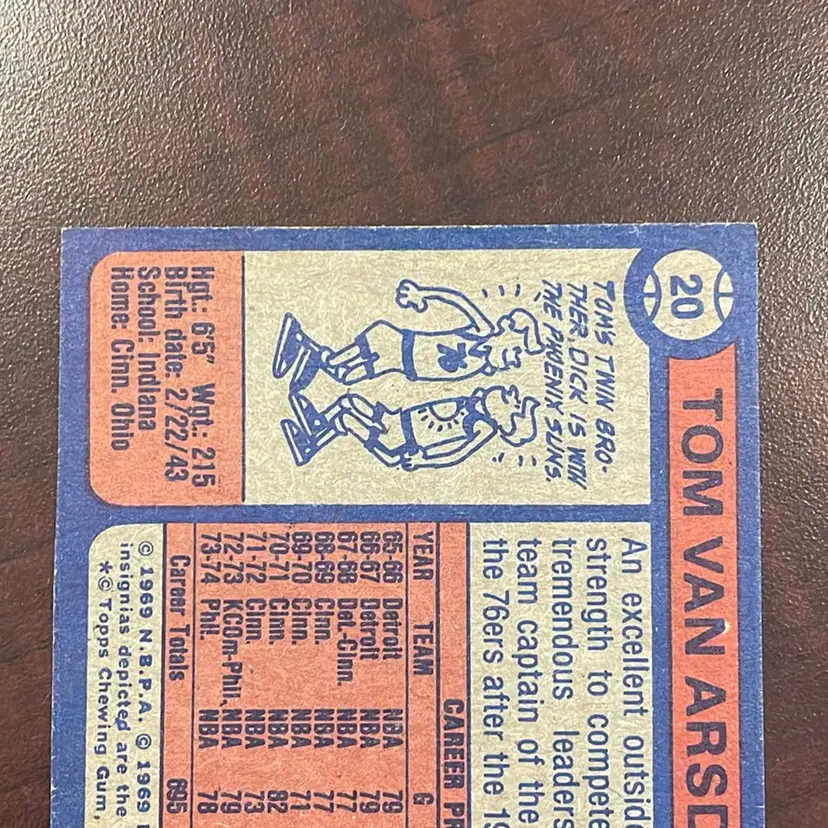 20
TOM VAN ARSD
TOM'S TWIN BRO-
THER, DICK IS WITH
THE PHOENIX SUNS.
76
Hgt.: 6'5" Wgt.: 215
Birth date: 2/22/43
School: Indiana
Home: Cinn. Ohio
An excellent outside
strength to compete
tremendous leaders
team captain of the
the 76ers after the 19
CAREER PR
YEAR TEAM G
65-66 Detroit NBA 79
66-67 Detroit NBA 79
67-68 Det.-Cinn. NBA 77
68-69 Cinn. NBA 77
69-70 Cinn. NBA 71
70-71 Cinn. NBA 82
71-72 Cinn. NBA 73
72-73 KCOm-Phil. NBA 79
73-74 Phil. NBA 78
Career Totals 695
© 1969 N.B.P.A. © 1969
insignias depicted are the
*© Topps Chewing Gum,